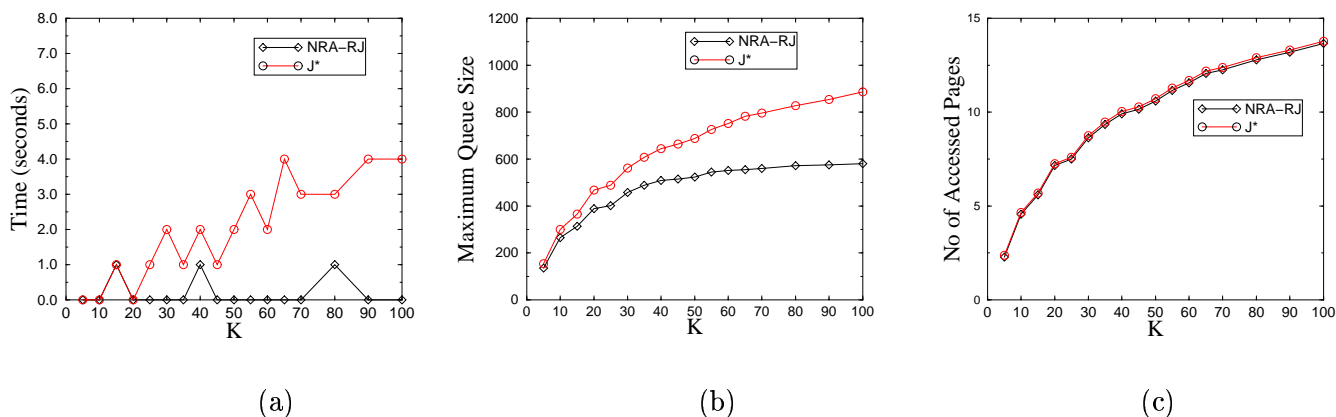 8.0
7.0
6.0
5.0
4.0
3.0
2.0
1.0
0.0
0 10 20 30 40 50 60 70 80 90 100
Time (seconds)
K
NRA-RJ
J*
(a)
1200
1000
800
600
400
200
0
0 10 20 30 40 50 60 70 80 90 100
Maximum Queue Size
K
NRA-RJ
J*
(b)
15
10
5
0
0 10 20 30 40 50 60 70 80 90 100
No of Accessed Pages
K
NRA-RJ
J*
(c)